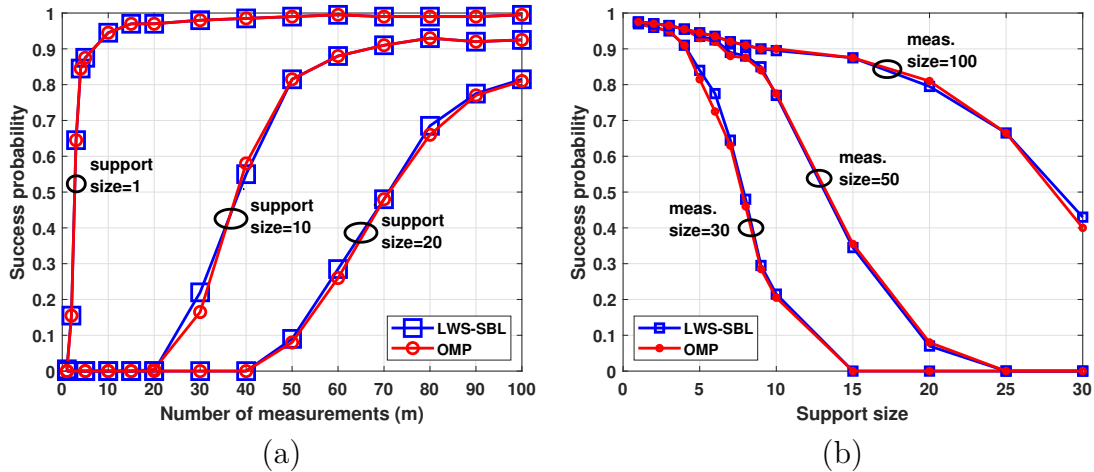 1
0.9
0.8
0.7
0.6
0.5
0.4
0.3
0.2
0.1
0
Success probability
support
size=1
support
size=10
support
size=20
LWS-SBL
OMP
0 10 20 30 40 50 60 70 80 90 100
Number of measurements (m)
(a)
1
0.9
0.8
0.7
0.6
0.5
0.4
0.3
0.2
0.1
0
Success probability
meas.
size=100
meas.
size=50
meas.
size=30
LWS-SBL
OMP
0 5 10 15 20 25 30
Support size
(b)